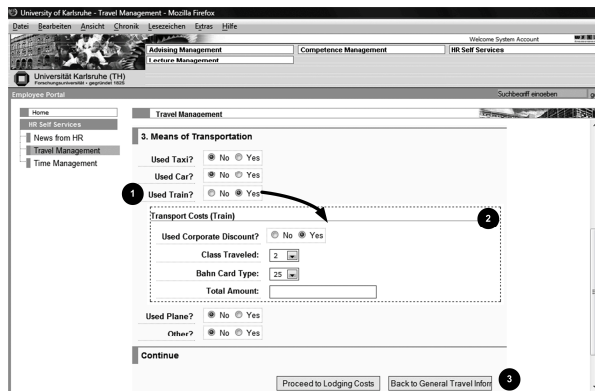 University of Karlsruhe - Travel Management - Mozilla Firefox
Datei Bearbeiten Ansicht Chronik Lesezeichen Extras Hilfe
Welcome System Account
Advising Management Competence Management HR Self Services
Lecture Management
Universität Karlsruhe (TH)
Forschungsuniversität · gegründet 1825
Employee Portal Suchbegriff eingeben g
Home Travel Management
HR Self Services
News from HR
Travel Management
Time Management
3. Means of Transportation
Used Taxi? No Yes
Used Car? No Yes
1 Used Train? No Yes
Transport Costs (Train) 2
Used Corporate Discount? No Yes
Class Traveled: 2
Bahn Card Type: 25
Total Amount:
Used Plane? No Yes
Other? No Yes
Continue
Proceed to Lodging Costs Back to General Travel Inforr 3